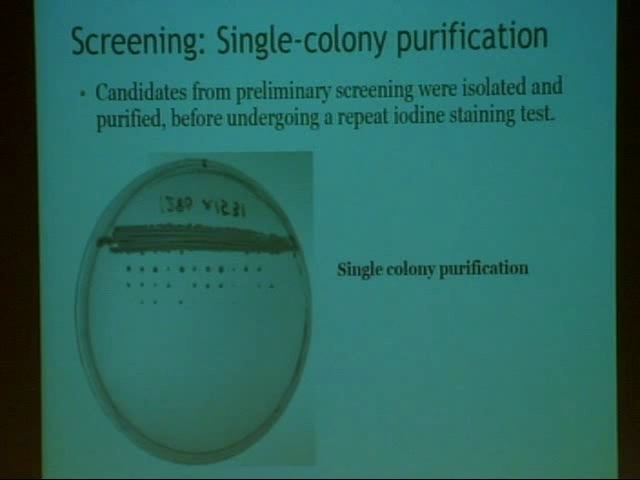 Screening: Single-colony purification
• Candidates from preliminary screening were isolated and
purified, before undergoing a repeat iodine staining test.
Single colony purification